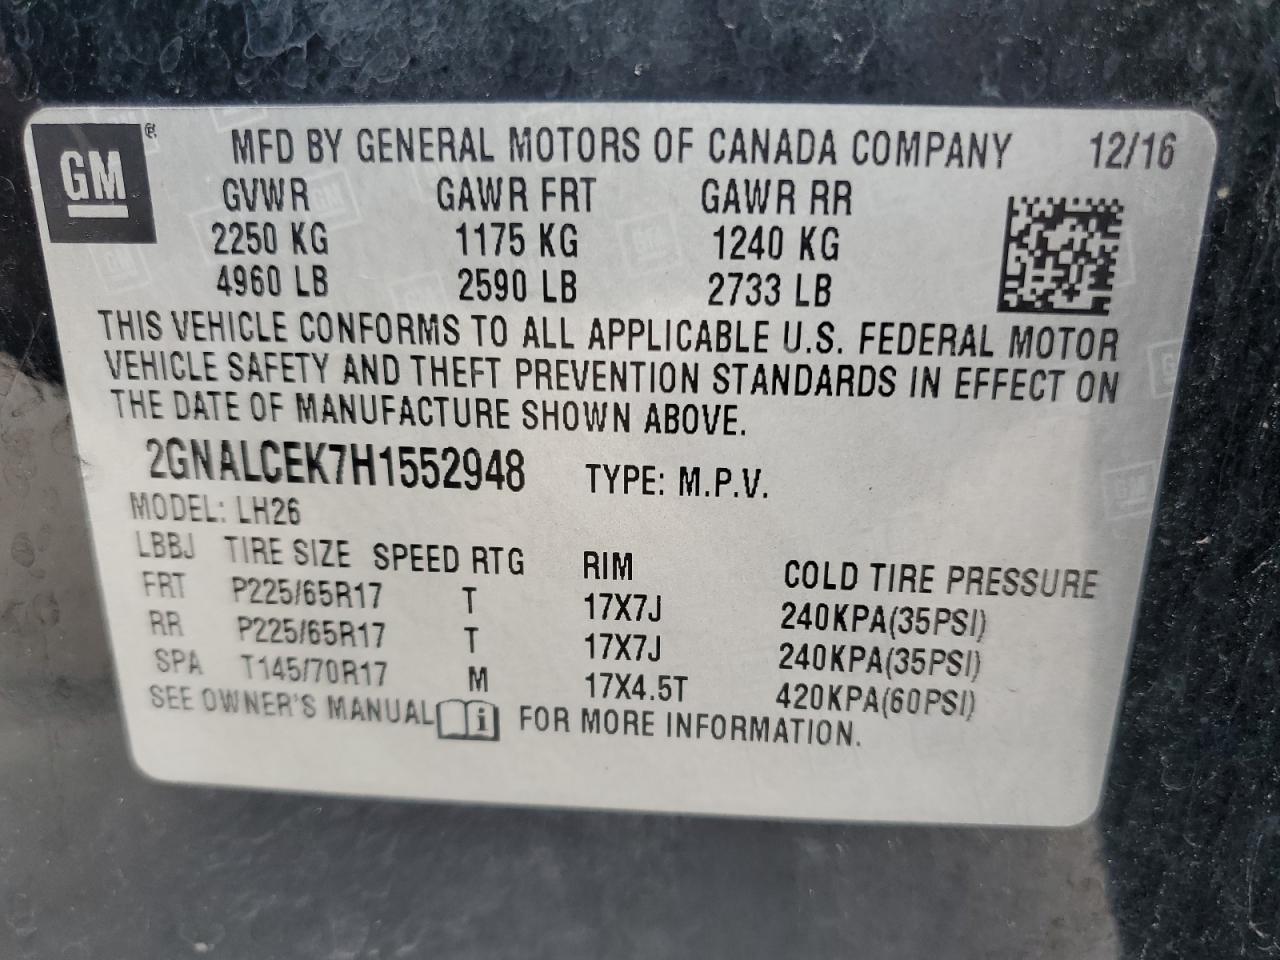 GM ® MFD BY GENERAL MOTORS OF CANADA COMPANY 12/16
GVWR GAWR FRT GAWR RR
2250 KG 1175 KG 1240 KG
4960 LB 2590 LB 2733 LB
THIS VEHICLE CONFORMS TO ALL APPLICABLE U.S. FEDERAL MOTOR
VEHICLE SAFETY AND THEFT PREVENTION STANDARDS IN EFFECT ON
THE DATE OF MANUFACTURE SHOWN ABOVE.
2GNALCEK7H1552948 TYPE: M.P.V.
MODEL: LH26
LBBJ TIRE SIZE SPEED RTG RIM COLD TIRE PRESSURE
FRT P225/65R17 T 17X7J 240KPA(35PSI)
RR P225/65R17 T 17X7J 240KPA(35PSI)
SPA T145/70R17 M 17X4.5T 420KPA(60PSI)
SEE OWNER'S MANUAL i FOR MORE INFORMATION.